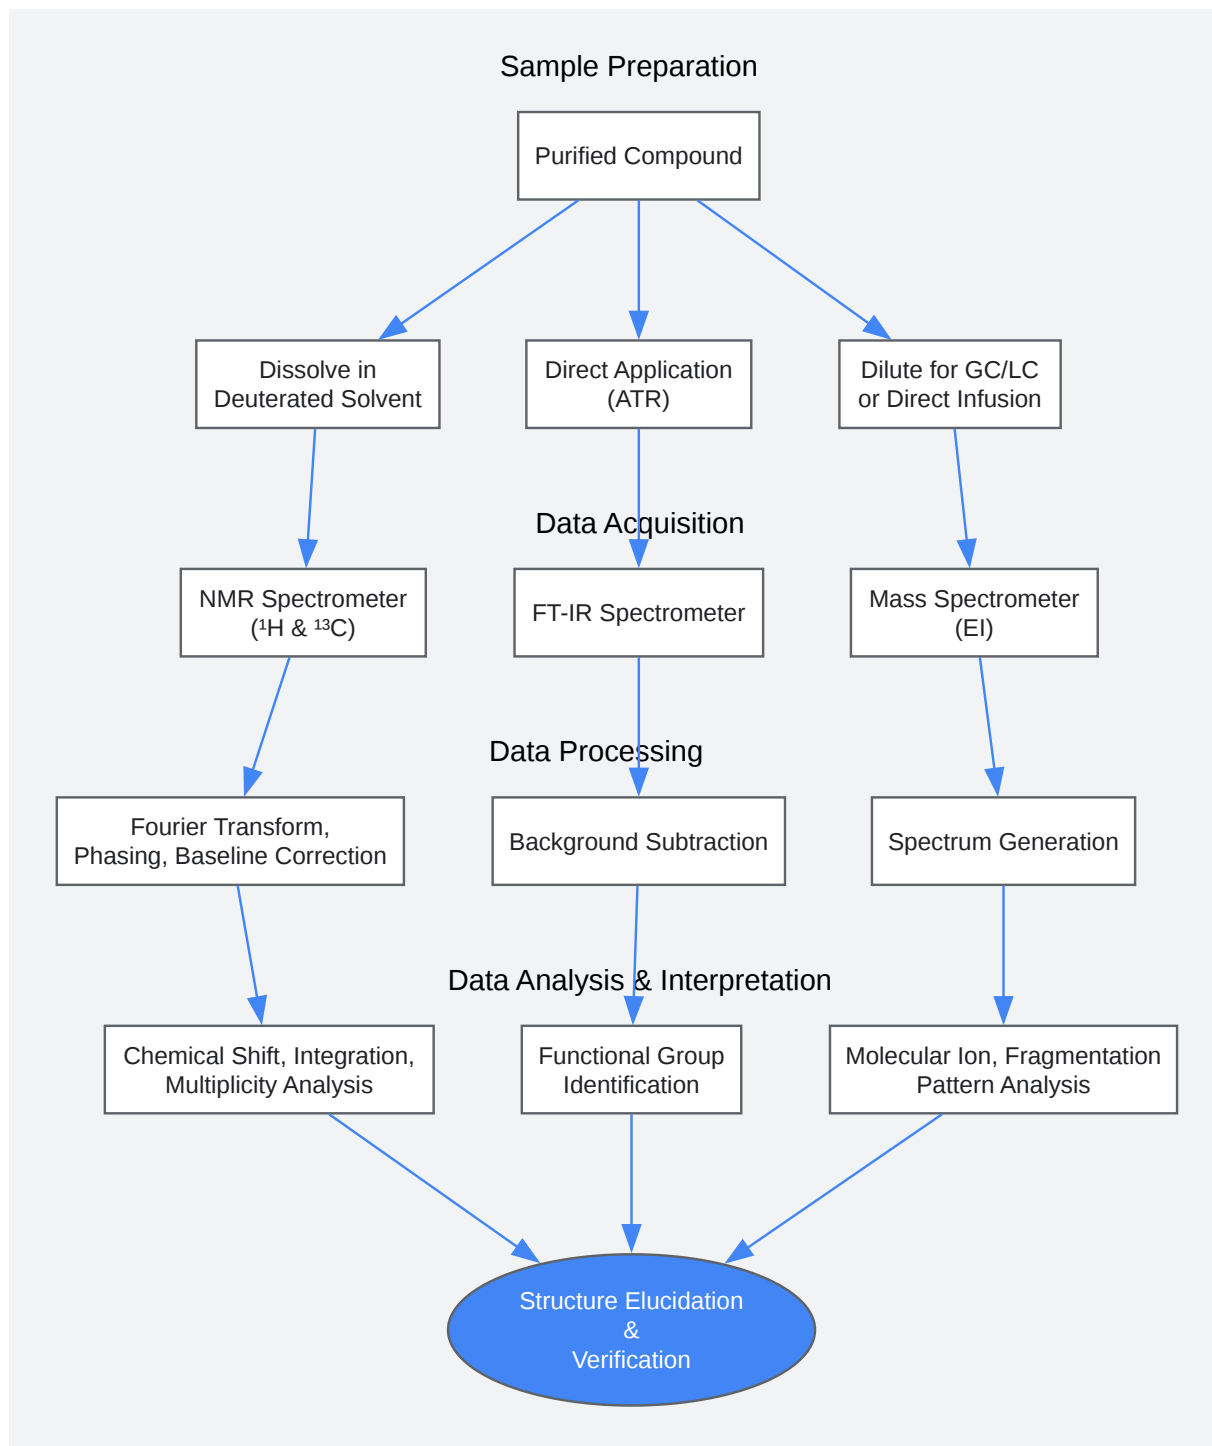 Sample Preparation
Purified Compound
Dissolve in
Deuterated Solvent
Direct Application
(ATR)
Dilute for GC/LC
or Direct Infusion
Data Acquisition
NMR Spectrometer
(¹H & ¹³C)
FT-IR Spectrometer
Mass Spectrometer
(EI)
Data Processing
Fourier Transform,
Phasing, Baseline Correction
Background Subtraction
Spectrum Generation
Data Analysis & Interpretation
Chemical Shift, Integration,
Multiplicity Analysis
Functional Group
Identification
Molecular Ion, Fragmentation
Pattern Analysis
Structure Elucidation
&
Verification